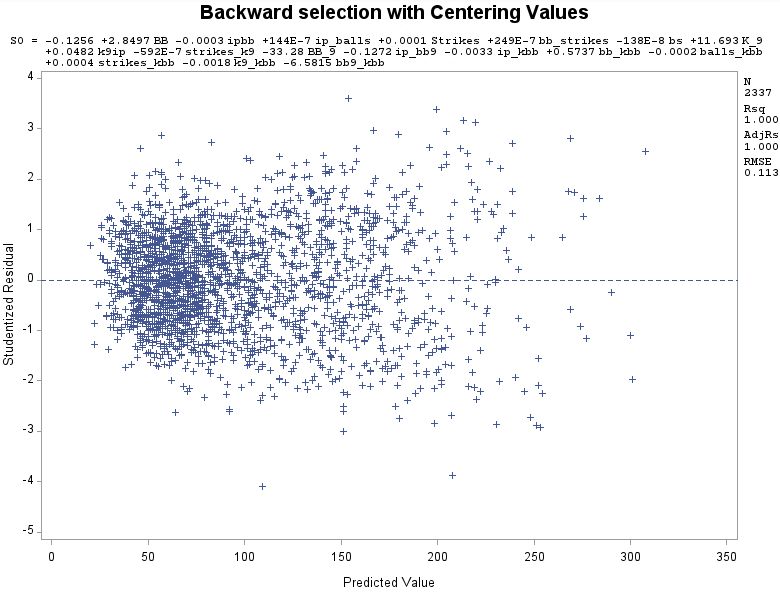 Backward selection with Centering Values
SO = -0.1256 +2.8497 BB -0.0003 ipbb +144E-7 ip_balls +0.0001 Strikes +249E-7 bb_strikes -138E-8 bs +11.693 K_9
+0.0482 k9ip -592E-7 strikes_k9 -33.28 BB_9 -0.1272 ip_bb9 -0.0033 ip_kbb +0.5737 bb_kbb -0.0002 balls_kbb
+0.0004 strikes_kbb -0.0018 k9_kbb -6.5815 bb9_kbb
N
2337
Rsq
1.000
AdjRs
1.000
RMSE
0.113
4
3
2
1
0
-1
-2
-3
-4
-5
Studentized Residual
0 50 100 150 200 250 300 350
Predicted Value